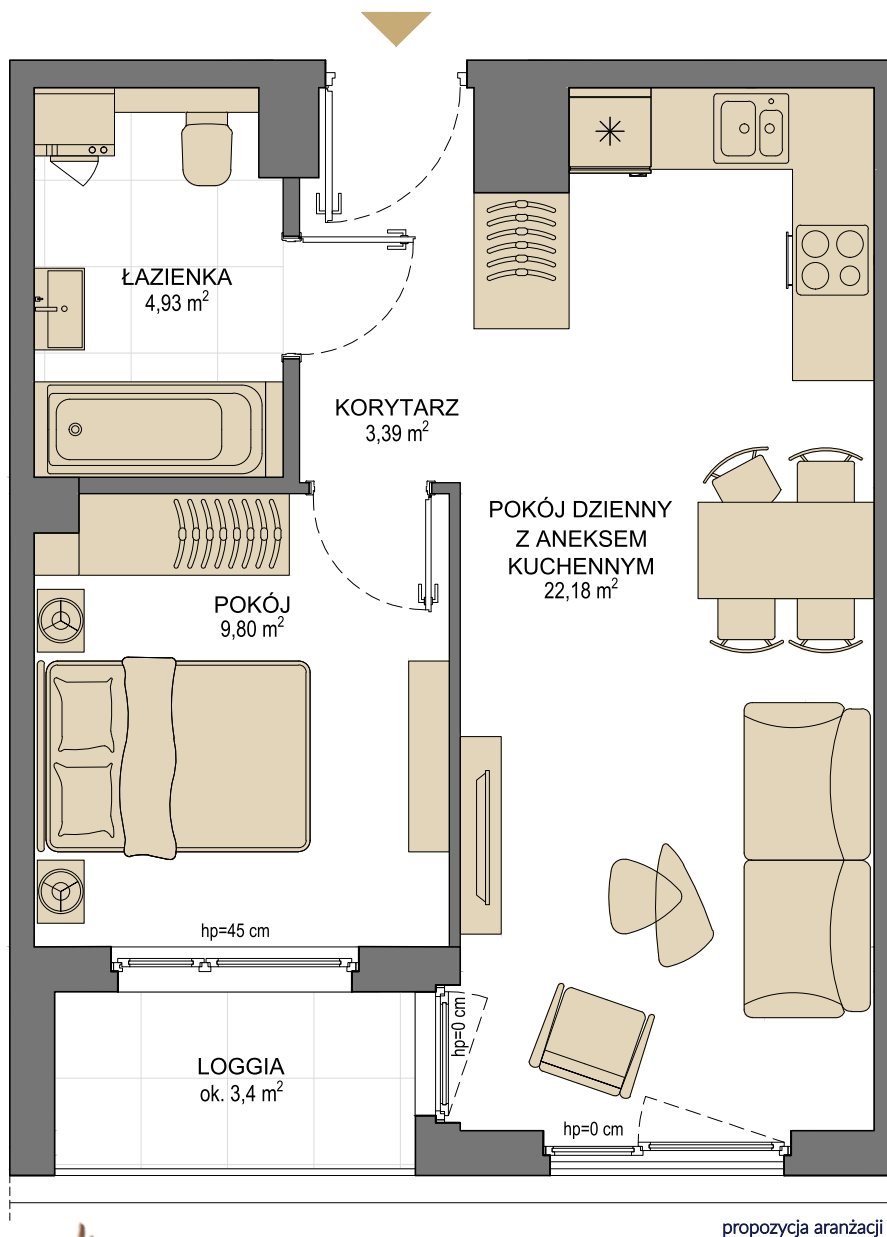 ŁAZIENKA
4,93 m²
KORYTARZ
3,39 m²
POKÓJ DZIENNY
Z ANEKSEM
KUCHENNYM
22,18 m²
POKÓJ
9,80 m²
hp=45 cm
LOGGIA
ok. 3,4 m²
hp=0 cm
hp=0 cm
propozycja aranżacji